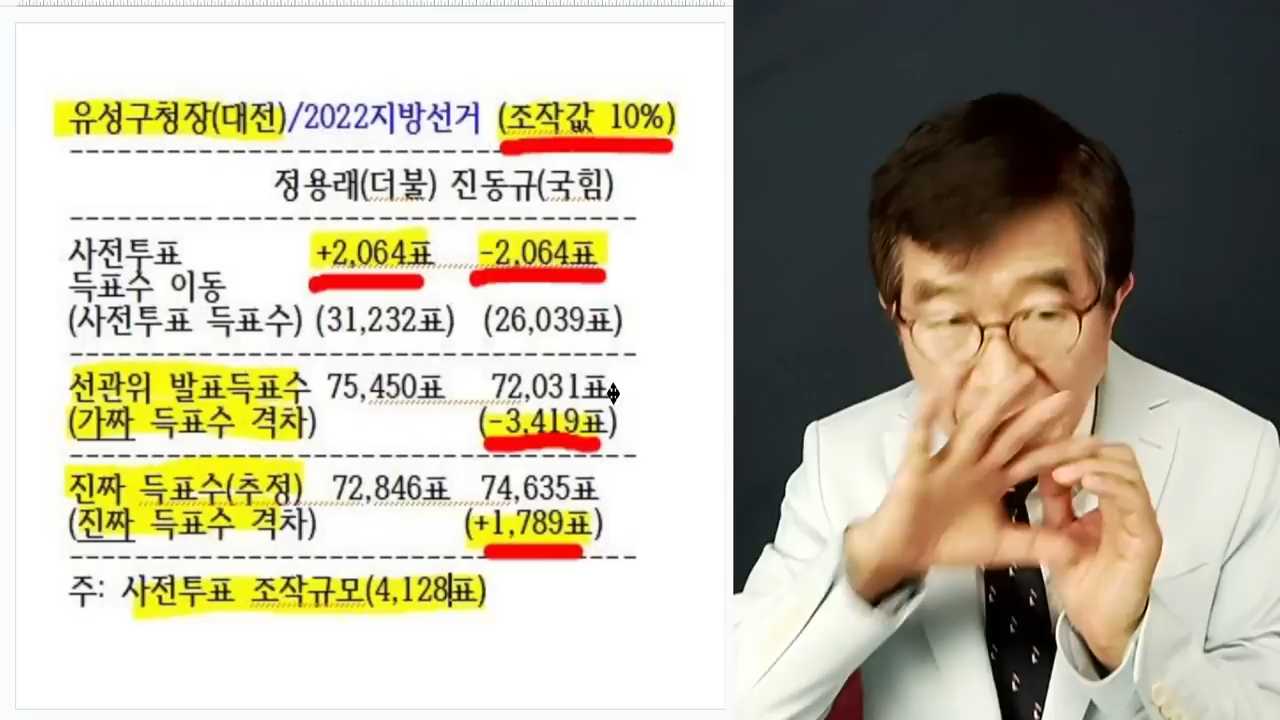 유성구청장(대전)/2022지방선거 (조작값 10%)
정용래(더불) 진동규(국힘)
사전투표 +2,064표 -2,064표
득표수 이동
(사전투표 득표수) (31,232표) (26,039표)
선관위 발표득표수 75,450표 72,031표
(가짜 득표수 격차) (-3,419표)
진짜 득표수(추정) 72,846표 74,635표
(진짜 득표수 격차) (+1,789표)
주: 사전투표 조작규모(4,128표)